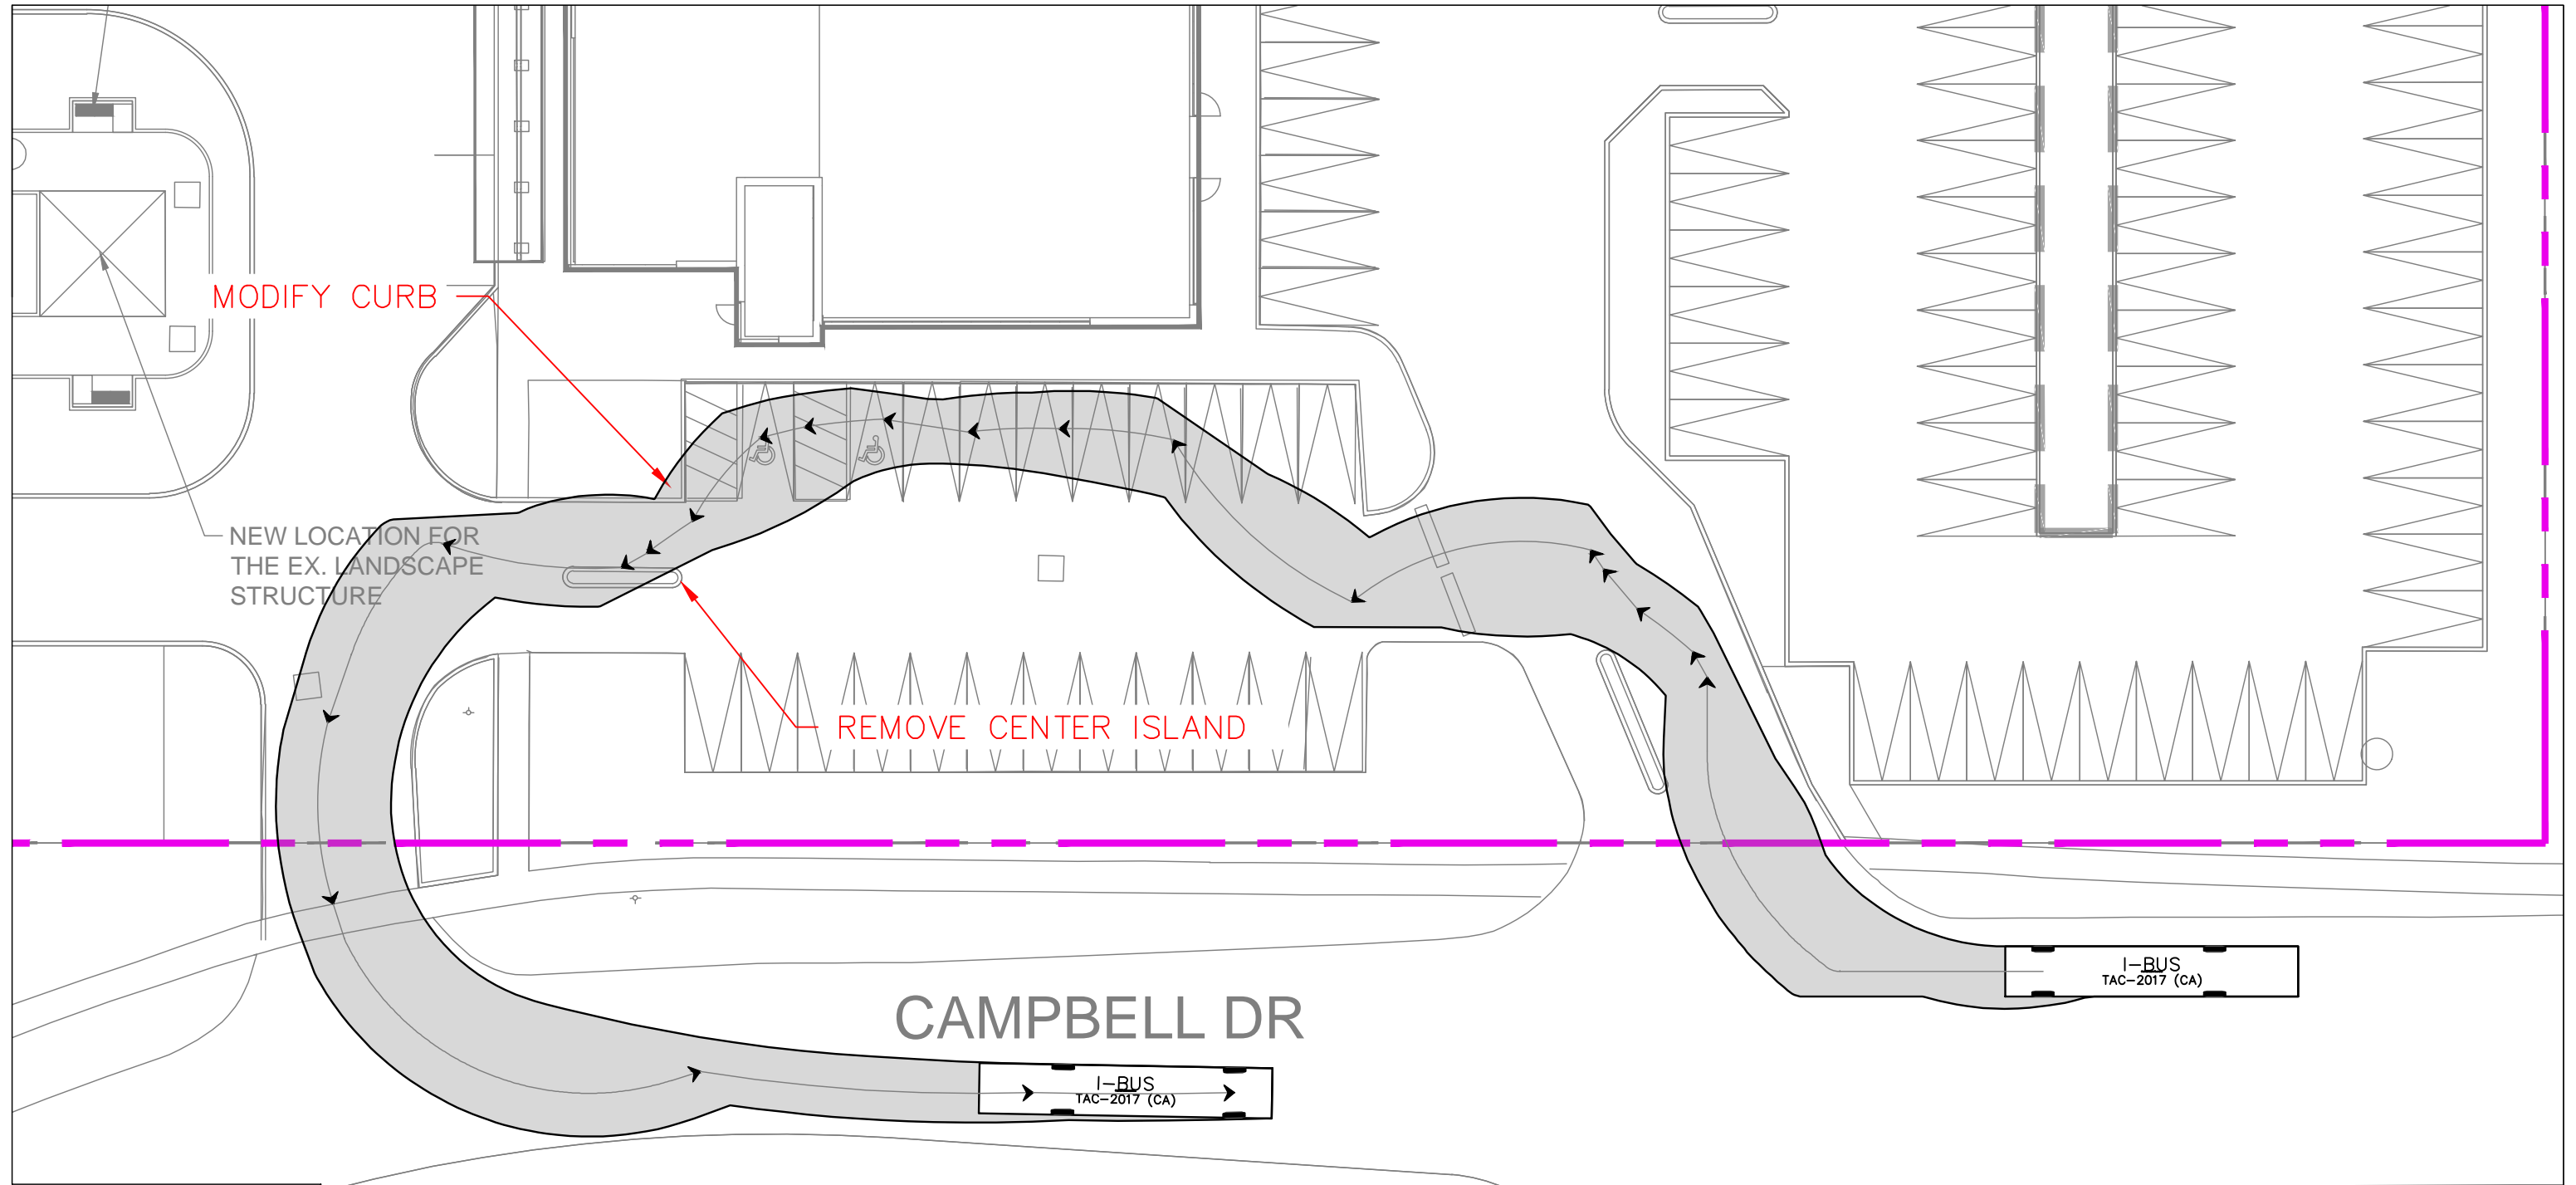 MODIFY CURB
NEW LOCATION FOR
THE EX. LANDSCAPE
STRUCTURE
REMOVE CENTER ISLAND
I-BUS
TAC-2017 (CA)
CAMPBELL DR
I-BUS
TAC-2017 (CA)